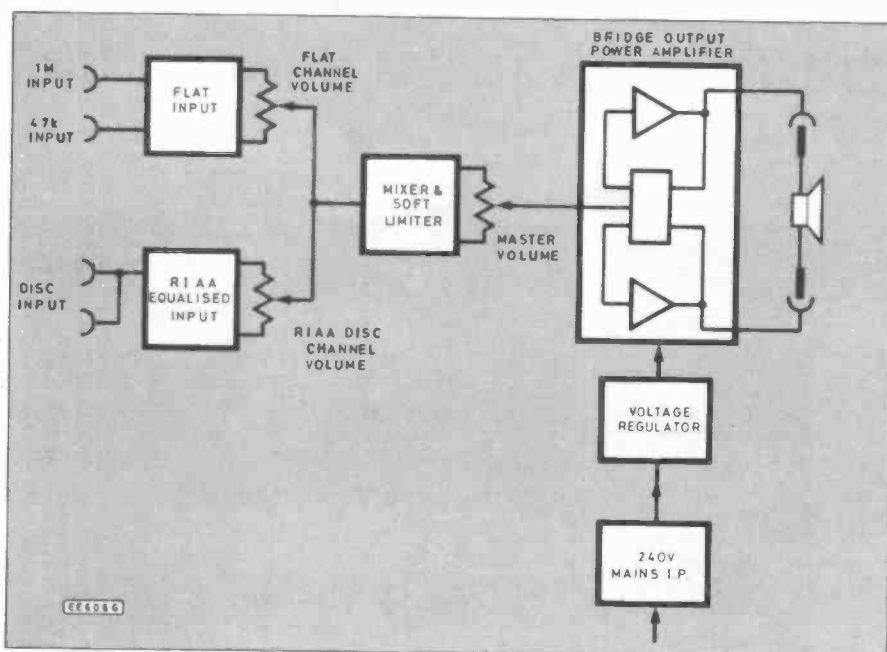 1M
INPUT
47k
INPUT
FLAT
INPUT
FLAT
CHANNEL
VOLUME
DISC
INPUT
RIAA
EQUALISED
INPUT
RIAA DISC
CHANNEL
VOLUME
MIXER &
SOFT
LIMITER
MASTER
VOLUME
BRIDGE OUTPUT
POWER AMPLIFIER
VOLTAGE
REGULATOR
240V
MAINS I.P.
EE606G